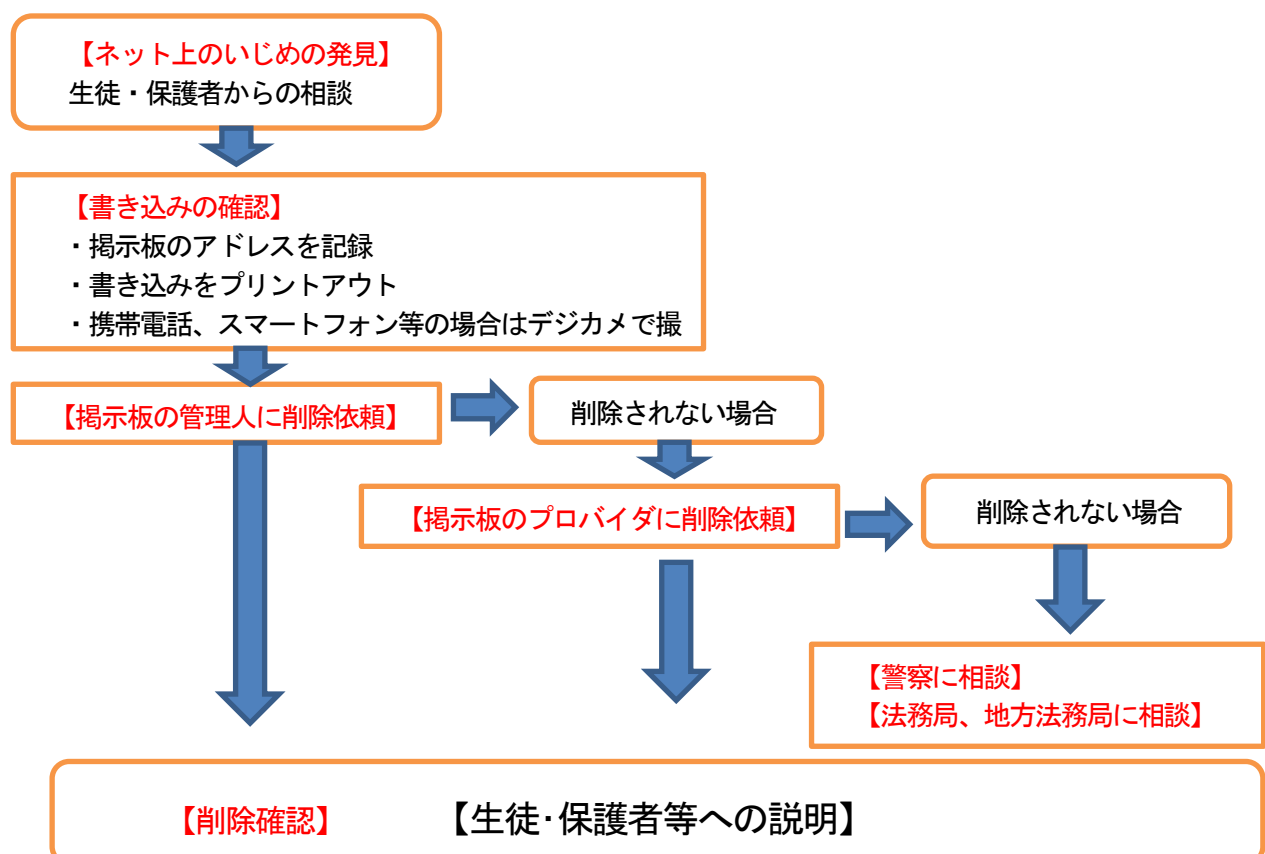 【ネット上のいじめの発見】
生徒・保護者からの相談
【書き込みの確認】
・掲示板のアドレスを記録
・書き込みをプリントアウト
・携帯電話、スマートフォン等の場合はデジカメで撮
【掲示板の管理人に削除依頼】
削除されない場合
【掲示板のプロバイダに削除依頼】
削除されない場合
【警察に相談】
【法務局、地方法務局に相談】
【削除確認】 【生徒・保護者等への説明】